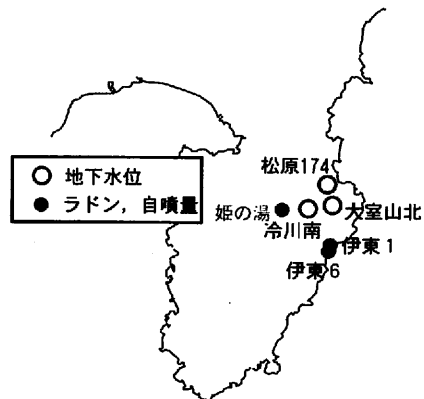 松原174
地下水位
ラドン，自噴量
姫の湯
大室山北
冷川南
伊東1
伊東6